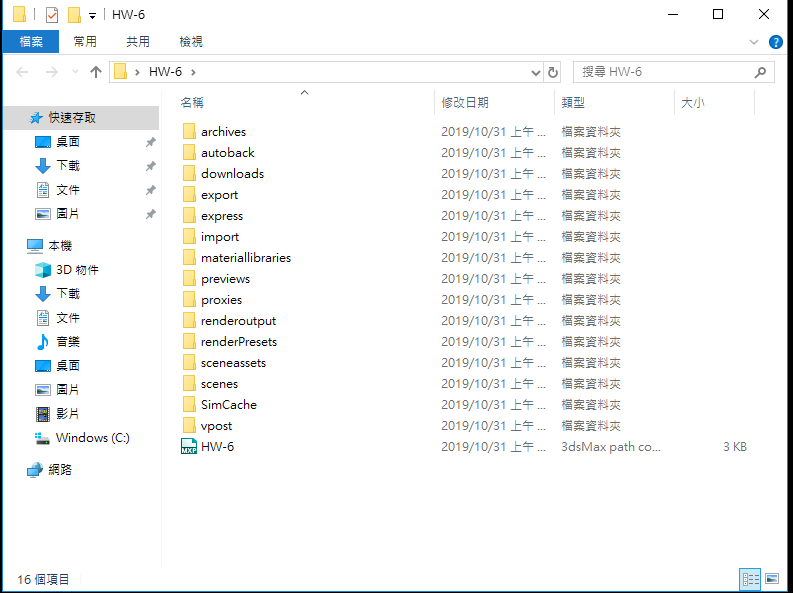 HW-6
檔案 常用 共用 檢視
HW-6 搜尋 HW-6
名稱 修改日期 類型 大小
快速存取
桌面
下載
文件
圖片
本機
3D 物件
下載
文件
音樂
桌面
圖片
影片
Windows (C:)
網路
archives 2019/10/31 上午 ... 檔案資料夾
autoback 2019/10/31 上午 ... 檔案資料夾
downloads 2019/10/31 上午 ... 檔案資料夾
export 2019/10/31 上午 ... 檔案資料夾
express 2019/10/31 上午 ... 檔案資料夾
import 2019/10/31 上午 ... 檔案資料夾
materiallibraries 2019/10/31 上午 ... 檔案資料夾
previews 2019/10/31 上午 ... 檔案資料夾
proxies 2019/10/31 上午 ... 檔案資料夾
renderoutput 2019/10/31 上午 ... 檔案資料夾
renderPresets 2019/10/31 上午 ... 檔案資料夾
sceneassets 2019/10/31 上午 ... 檔案資料夾
scenes 2019/10/31 上午 ... 檔案資料夾
SimCache 2019/10/31 上午 ... 檔案資料夾
vpost 2019/10/31 上午 ... 檔案資料夾
MXP HW-6 2019/10/31 上午 ... 3dsMax path co... 3 KB
16 個項目